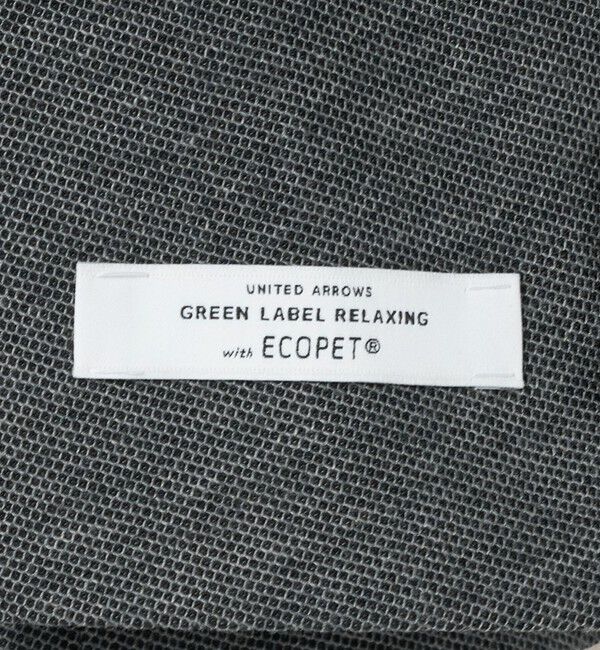 UNITED ARROWS
GREEN LABEL RELAXING
with ECOPET®